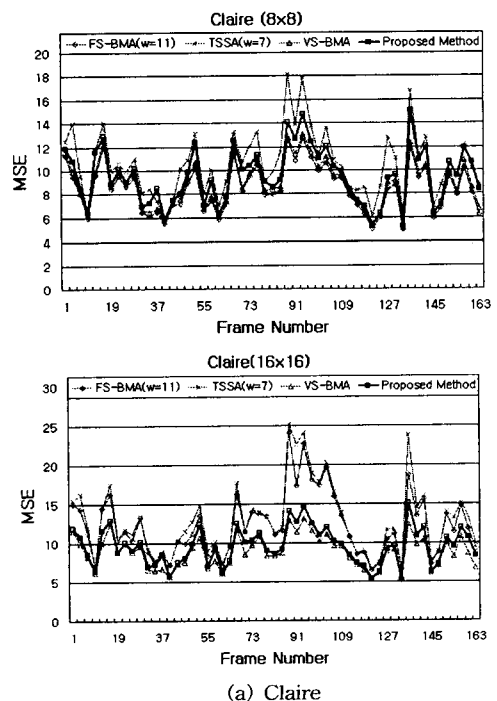 Claire (8x8)
FS-BMA(w=11) TSSA(w=7) VS-BMA Proposed Method
20
18
16
14
12
10
8
6
4
2
0
MSE
1 19 37 55 73 91 109 127 145 163
Frame Number
Claire(16x16)
FS-BMA(w=11) TSSA(w=7) VS-BMA Proposed Method
30
25
20
15
10
5
0
MSE
1 19 37 55 73 91 109 127 145 163
Frame Number
(a) Claire